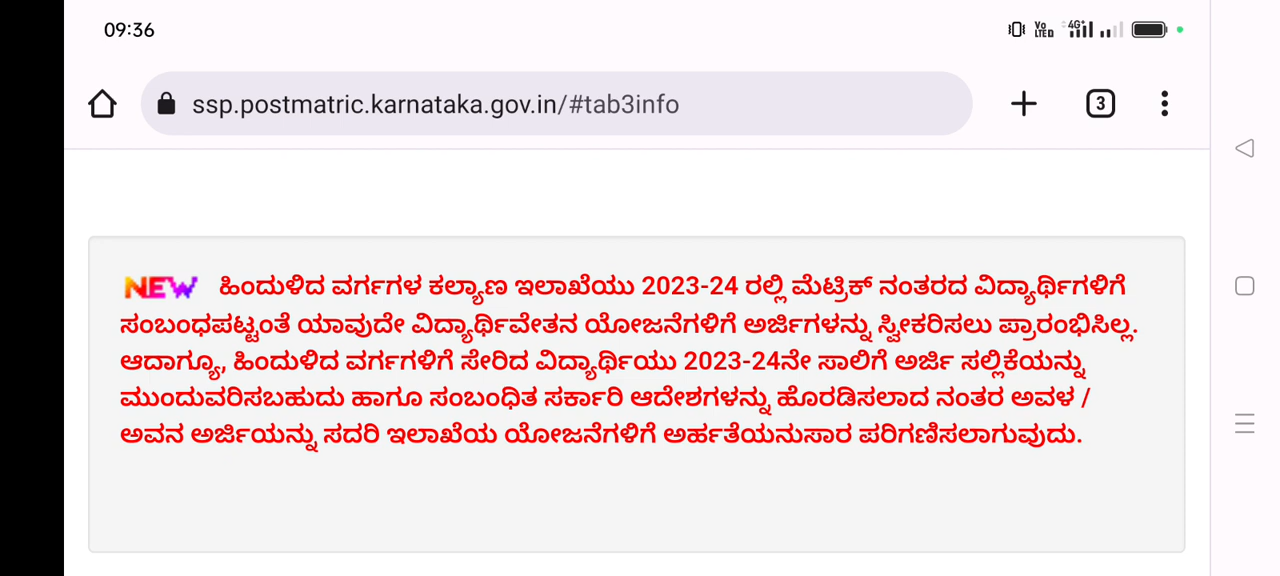 09:36
Vo LTED 4G+
ssp.postmatric.karnataka.gov.in/#tab3info
3
NEW ಹಿಂದುಳಿದ ವರ್ಗಗಳ ಕಲ್ಯಾಣ ಇಲಾಖೆಯು 2023-24 ರಲ್ಲಿ ಮೆಟ್ರಿಕ್ ನಂತರದ ವಿದ್ಯಾರ್ಥಿಗಳಿಗೆ
ಸಂಬಂಧಪಟ್ಟಂತೆ ಯಾವುದೇ ವಿದ್ಯಾರ್ಥಿವೇತನ ಯೋಜನೆಗಳಿಗೆ ಅರ್ಜಿಗಳನ್ನು ಸ್ವೀಕರಿಸಲು ಪ್ರಾರಂಭಿಸಿಲ್ಲ.
ಆದಾಗ್ಯೂ, ಹಿಂದುಳಿದ ವರ್ಗಗಳಿಗೆ ಸೇರಿದ ವಿದ್ಯಾರ್ಥಿಯು 2023-24ನೇ ಸಾಲಿಗೆ ಅರ್ಜಿ ಸಲ್ಲಿಕೆಯನ್ನು
ಮುಂದುವರಿಸಬಹುದು ಹಾಗೂ ಸಂಬಂಧಿತ ಸರ್ಕಾರಿ ಆದೇಶಗಳನ್ನು ಹೊರಡಿಸಲಾದ ನಂತರ ಅವಳ /
ಅವನ ಅರ್ಜಿಯನ್ನು ಸದರಿ ಇಲಾಖೆಯ ಯೋಜನೆಗಳಿಗೆ ಅರ್ಹತೆಯನುಸಾರ ಪರಿಗಣಿಸಲಾಗುವುದು.